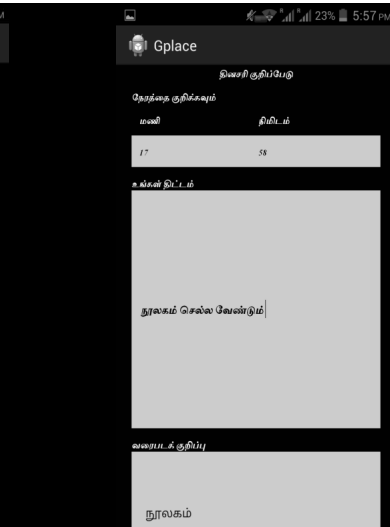 M
23% 5:57 PM
Gplace
தினசரி குறிப்பேடு
நேரத்தை குறிக்கவும்
மணி நிமிடம்
17 58
உங்கள் திட்டம்
நூலகம் செல்ல வேண்டும்
வரைபடக் குறிப்பு
நூலகம்